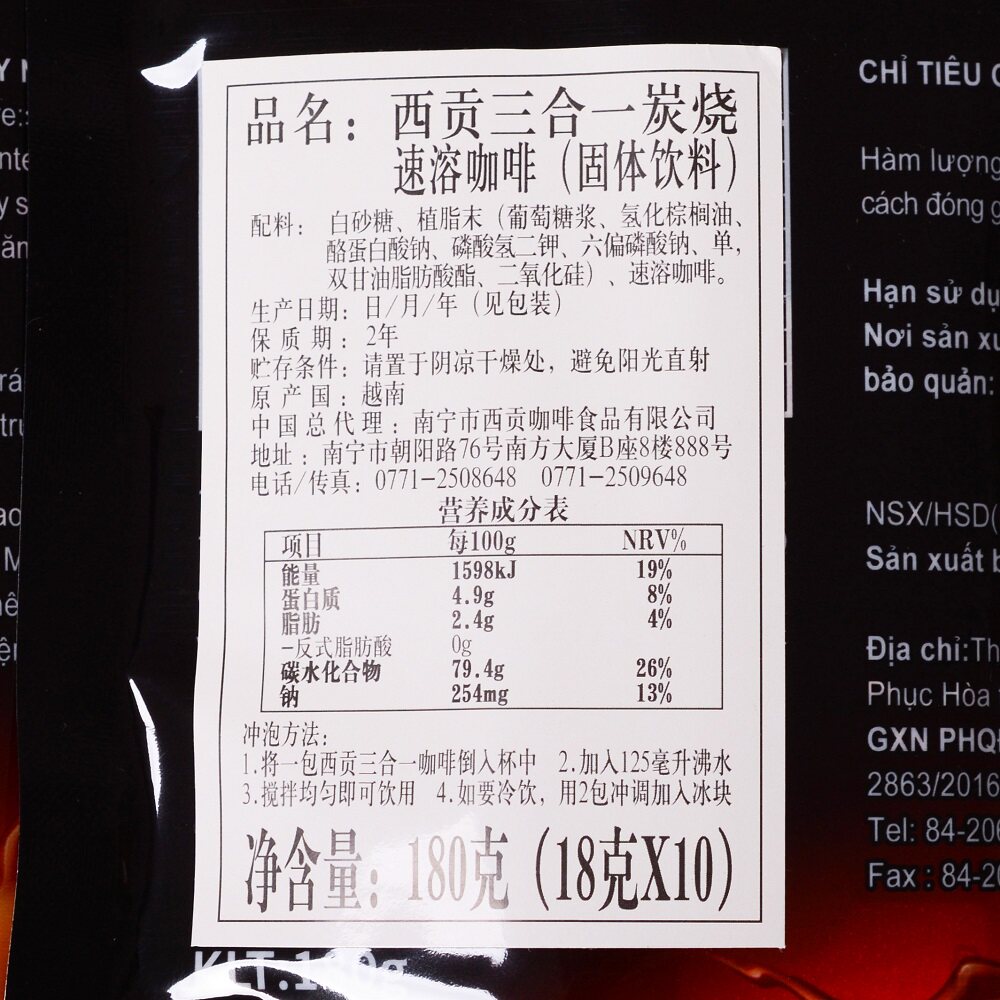 品名：西贡三合一炭烧
速溶咖啡（固体饮料）
配料：白砂糖、植脂末（葡萄糖浆、氢化棕榈油、
酪蛋白酸钠、磷酸氢二钾、六偏磷酸钠、单，
双甘油脂肪酸酯、二氧化硅）、速溶咖啡。
生产日期：日/月/年（见包装）
保质期：2年
贮存条件：请置于阴凉干燥处，避免阳光直射
原产国：越南
中国总代理：南宁市西贡咖啡食品有限公司
地址：南宁市朝阳路76号南方大厦B座8楼888号
电话/传真：0771-2508648 0771-2509648
营养成分表
项目 每100g NRV%
能量 1598kJ 19%
蛋白质 4.9g 8%
脂肪 2.4g 4%
-反式脂肪酸 0g
碳水化合物 79.4g 26%
钠 254mg 13%
冲泡方法：
1.将一包西贡三合一咖啡倒入杯中 2.加入125毫升沸水
3.搅拌均匀即可饮用 4.如要冷饮，用2包冲调加入冰块
净含量：180克（18克X10）
CHỈ TIÊU
Hàm lượng
cách đóng
Hạn sử dụ
Nơi sản xu
bảo quản:
NSX/HSD(
Sản xuất
Địa chỉ:Th
Phục Hòa
GXN PHQ
2863/2016
Tel: 84-20
Fax : 84-2